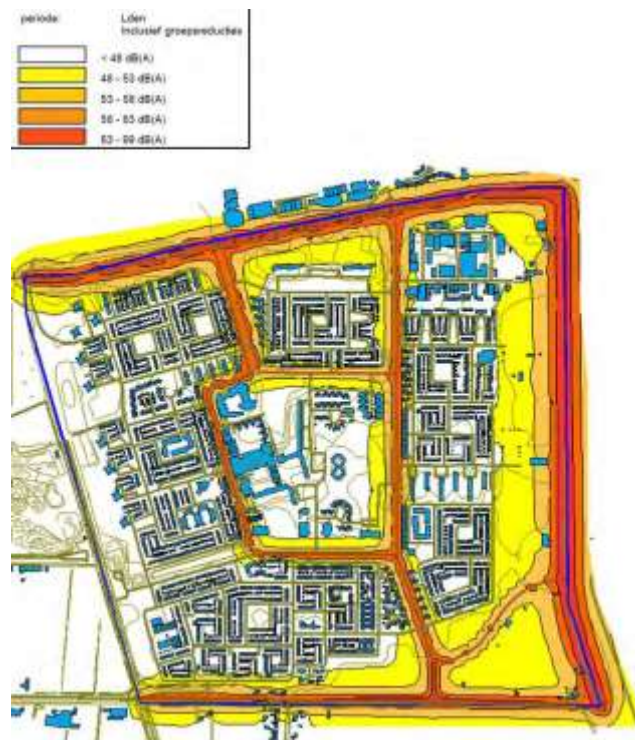 periode: Lden
Inclusief groepsreducties
< 48 dB(A)
48 - 53 dB(A)
53 - 58 dB(A)
58 - 63 dB(A)
63 - 99 dB(A)